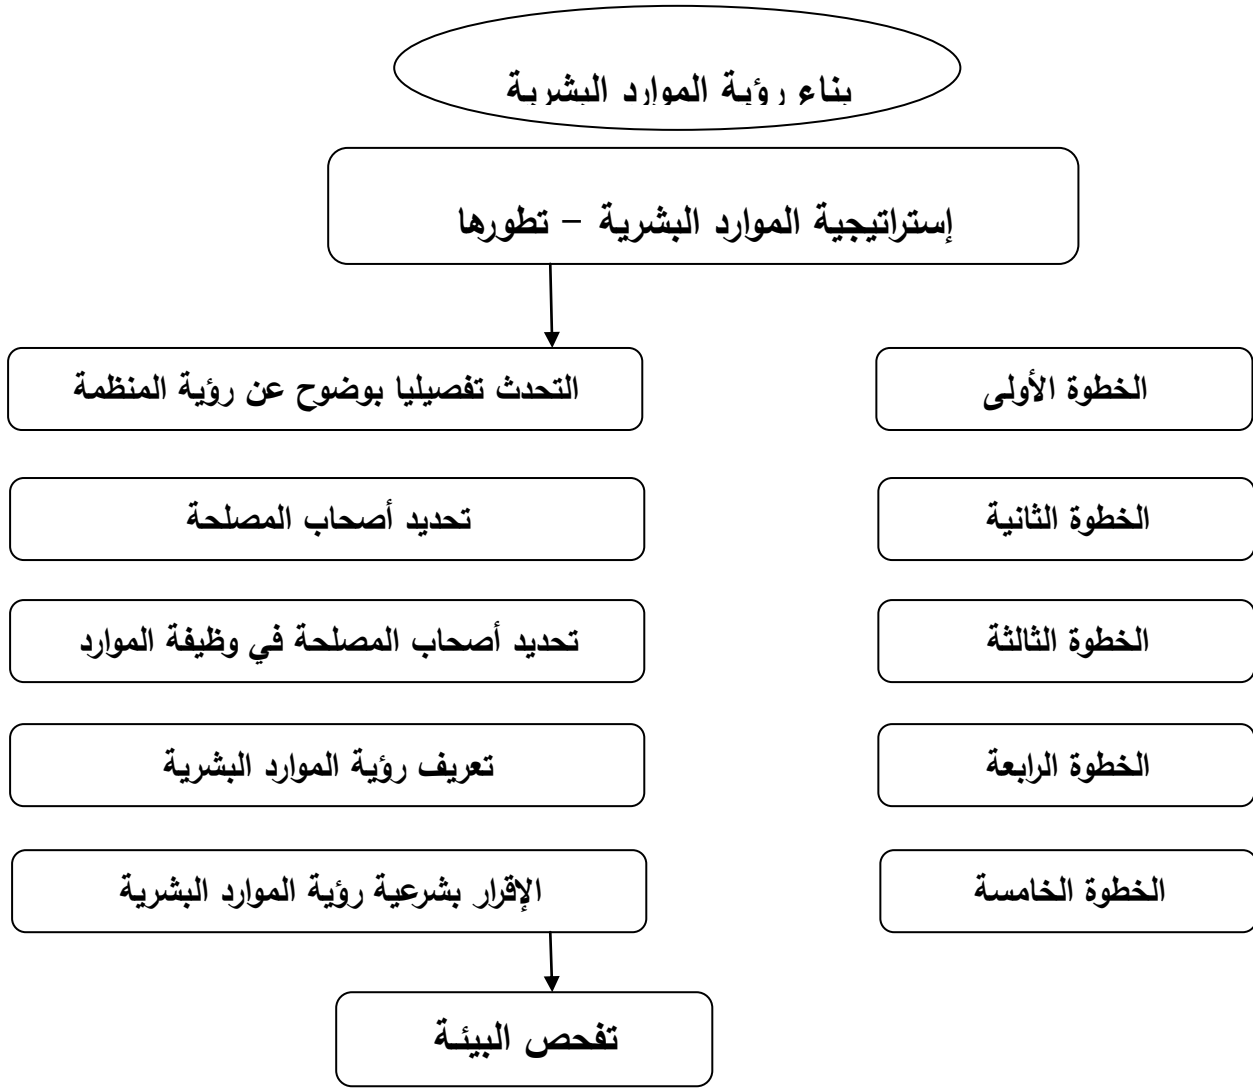 بناء رؤية الموارد البشرية
إستراتيجية الموارد البشرية – تطورها
الخطوة الأولى
التحدث تفصيليا بوضوح عن رؤية المنظمة
الخطوة الثانية
تحديد أصحاب المصلحة
الخطوة الثالثة
تحديد أصحاب المصلحة في وظيفة الموارد
الخطوة الرابعة
تعريف رؤية الموارد البشرية
الخطوة الخامسة
الإقرار بشرعية رؤية الموارد البشرية
تفحص البيئة